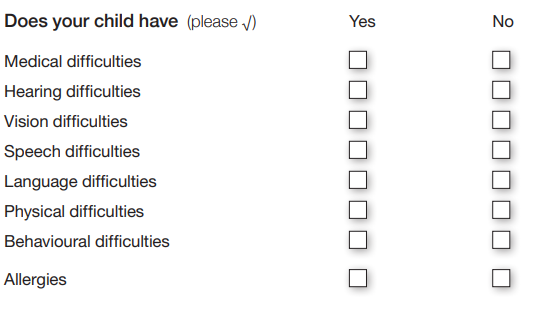 Does your child have (please √) Yes No
Medical difficulties
Hearing difficulties
Vision difficulties
Speech difficulties
Language difficulties
Physical difficulties
Behavioural difficulties
Allergies